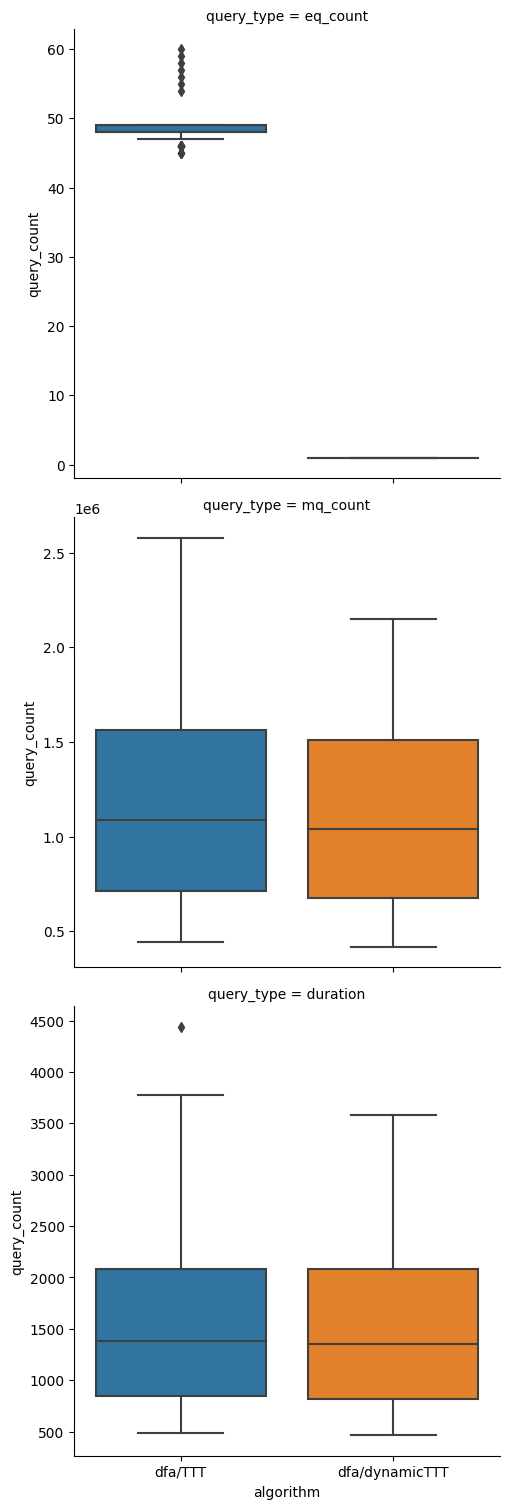 query_type = eq_count
60
50
40
30
20
10
0
query_count
query_type = mq_count
1e6
2.5
2.0
1.5
1.0
0.5
query_count
query_type = duration
4500
4000
3500
3000
2500
2000
1500
1000
500
query_count
dfa/TTT
dfa/dynamicTTT
algorithm